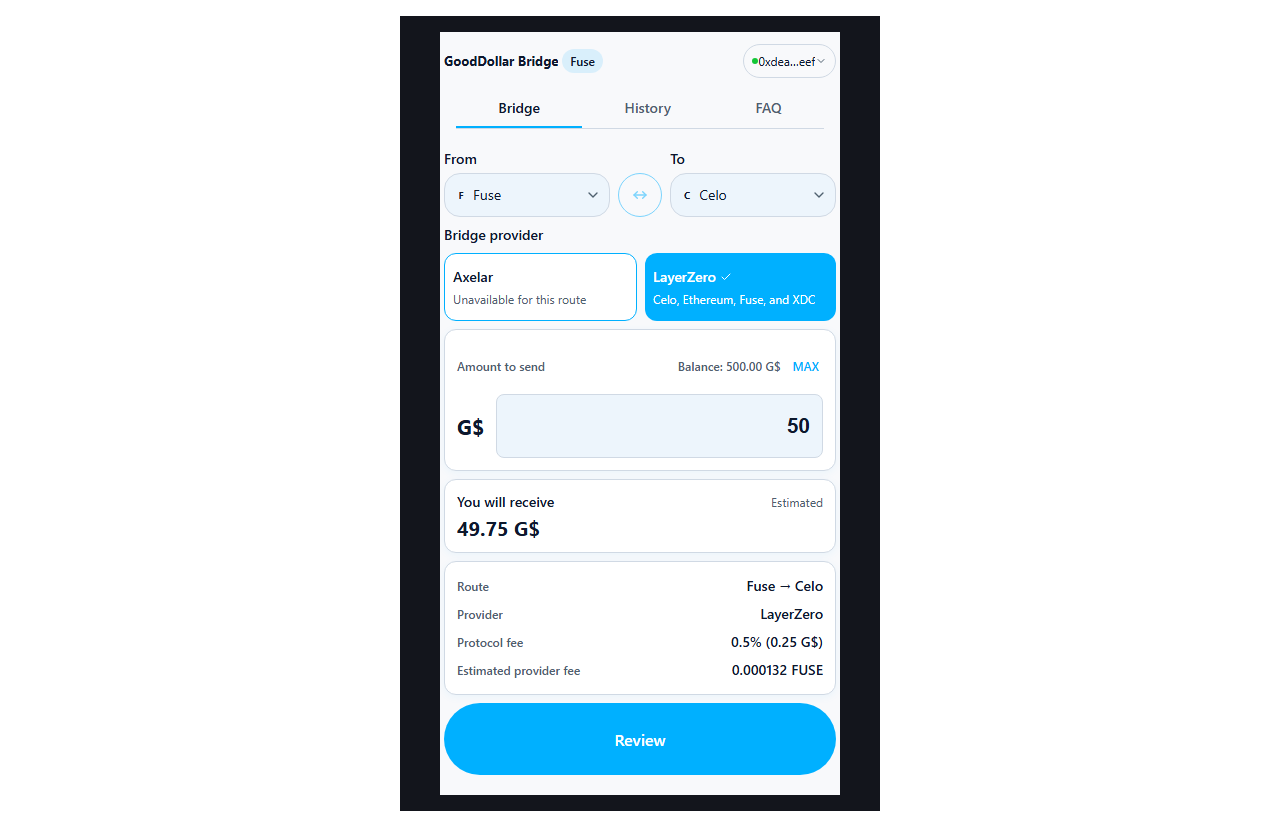 GoodDollar Bridge Fuse 0xdea...eef
Bridge History FAQ
From To
F Fuse C Celo
Bridge provider
Axelar LayerZero ✓
Unavailable for this route Celo, Ethereum, Fuse, and XDC
Amount to send Balance: 500.00 G$ MAX
G$ 50
You will receive Estimated
49.75 G$
Route Fuse → Celo
Provider LayerZero
Protocol fee 0.5% (0.25 G$)
Estimated provider fee 0.000132 FUSE
Review